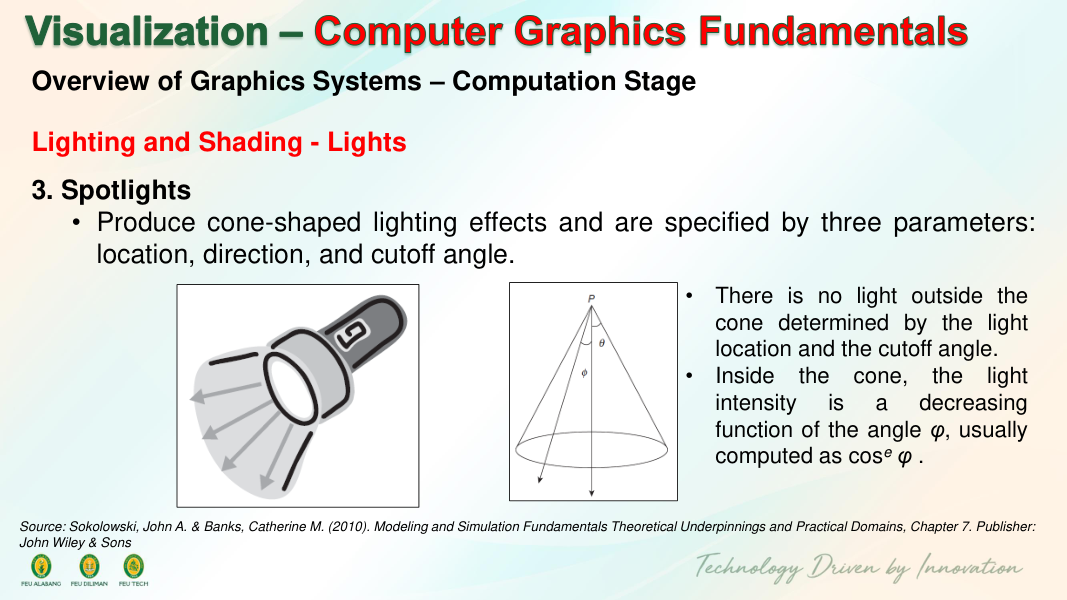 Visualization – Computer Graphics Fundamentals
Overview of Graphics Systems – Computation Stage
Lighting and Shading - Lights
3. Spotlights
• Produce cone-shaped lighting effects and are specified by three parameters:
location, direction, and cutoff angle.
P
θ
ϕ
• There is no light outside the
cone determined by the light
location and the cutoff angle.
• Inside the cone, the light
intensity is a decreasing
function of the angle φ, usually
computed as cosᵉ φ .
Source: Sokolowski, John A. & Banks, Catherine M. (2010). Modeling and Simulation Fundamentals Theoretical Underpinnings and Practical Domains, Chapter 7. Publisher:
John Wiley & Sons
FEU ALABANG FEU DILIMAN FEU TECH
Technology Driven by Innovation